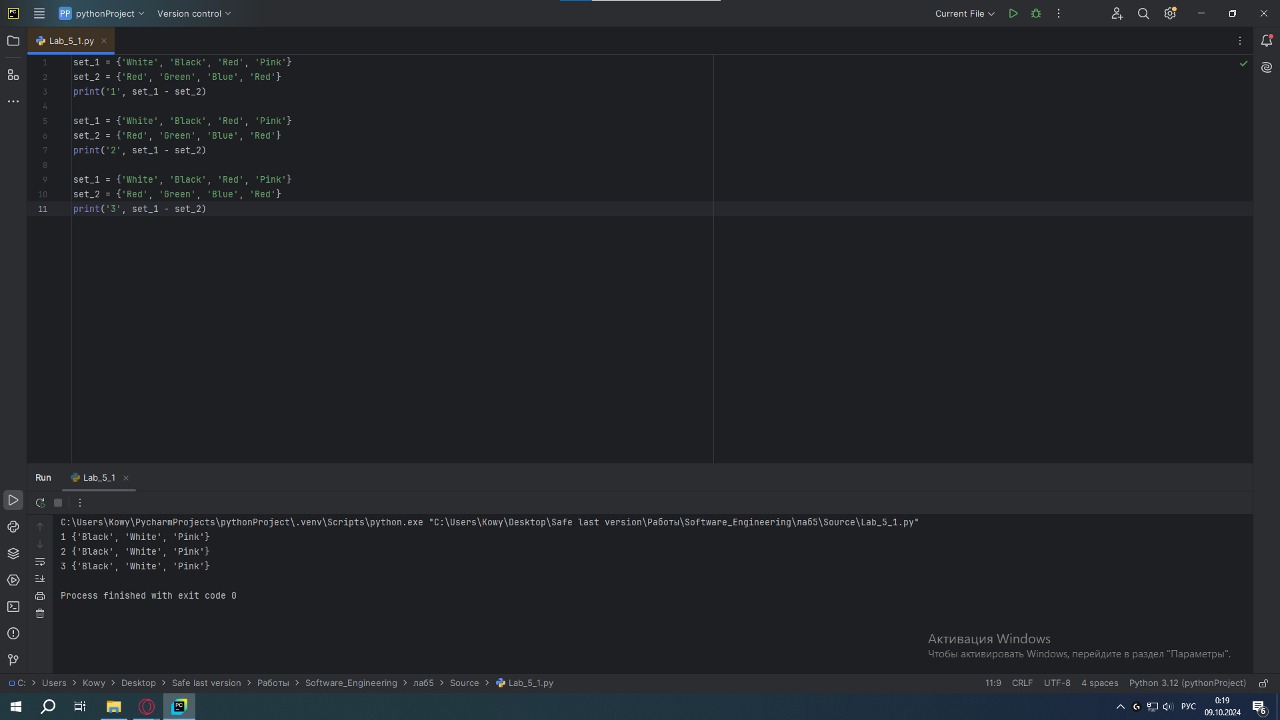 PC
PP pythonProject Version control Current File
Lab_5_1.py
1 set_1 = {'White', 'Black', 'Red', 'Pink'}
2 set_2 = {'Red', 'Green', 'Blue', 'Red'}
3 print('1', set_1 - set_2)
4
5 set_1 = {'White', 'Black', 'Red', 'Pink'}
6 set_2 = {'Red', 'Green', 'Blue', 'Red'}
7 print('2', set_1 - set_2)
8
9 set_1 = {'White', 'Black', 'Red', 'Pink'}
10 set_2 = {'Red', 'Green', 'Blue', 'Red'}
11 print('3', set_1 - set_2)
Run Lab_5_1
C:\Users\Kowy\PycharmProjects\pythonProject\.venv\Scripts\python.exe "C:\Users\Kowy\Desktop\Safe last version\Работы\Software_Engineering\лаб5\Source\Lab_5_1.py"
1 {'Black', 'White', 'Pink'}
2 {'Black', 'White', 'Pink'}
3 {'Black', 'White', 'Pink'}
Process finished with exit code 0
Активация Windows
Чтобы активировать Windows, перейдите в раздел "Параметры".
C: Users Kowy Desktop Safe last version Работы Software_Engineering лаб5 Source Lab_5_1.py 11:9 CRLF UTF-8 4 spaces Python 3.12 (pythonProject)
PC РУС 0:19
09.10.2024 6